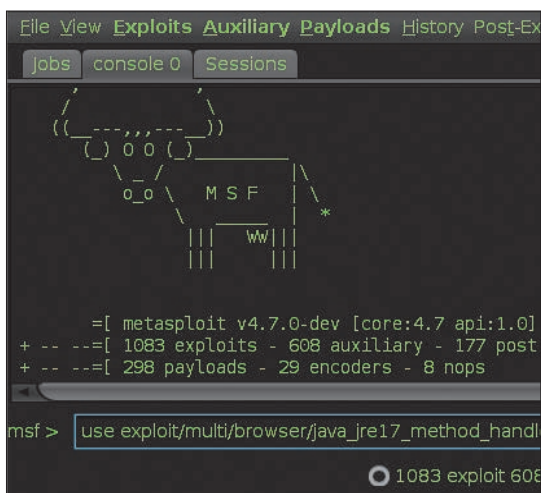 File View Exploits Auxiliary Payloads History Post-Ex
Jobs console 0 Sessions
MSF
=[ metasploit v4.7.0-dev [core:4.7 api:1.0]
+ -- --=[ 1083 exploits - 608 auxiliary - 177 post
+ -- --=[ 298 payloads - 29 encoders - 8 nops
msf > use exploit/multi/browser/java_jre17_method_handl
1083 exploit 608